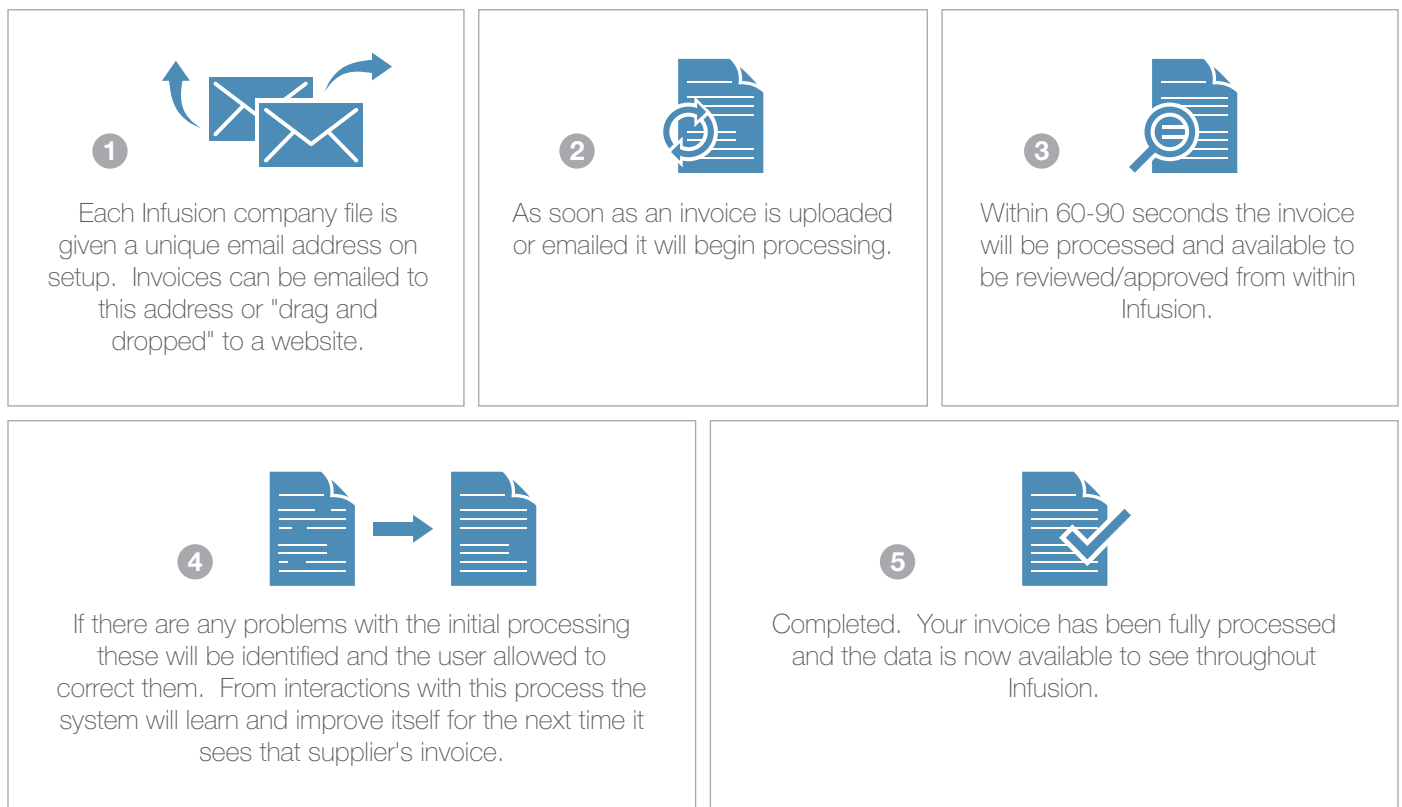 1
Each Infusion company file is
given a unique email address on
setup.  Invoices can be emailed to
this address or "drag and
dropped" to a website.
2
As soon as an invoice is uploaded
or emailed it will begin processing.
3
Within 60-90 seconds the invoice
will be processed and available to
be reviewed/approved from within
Infusion.
4
If there are any problems with the initial processing
these will be identified and the user allowed to
correct them.  From interactions with this process the
system will learn and improve itself for the next time it
sees that supplier's invoice.
5
Completed.  Your invoice has been fully processed
and the data is now available to see throughout
Infusion.